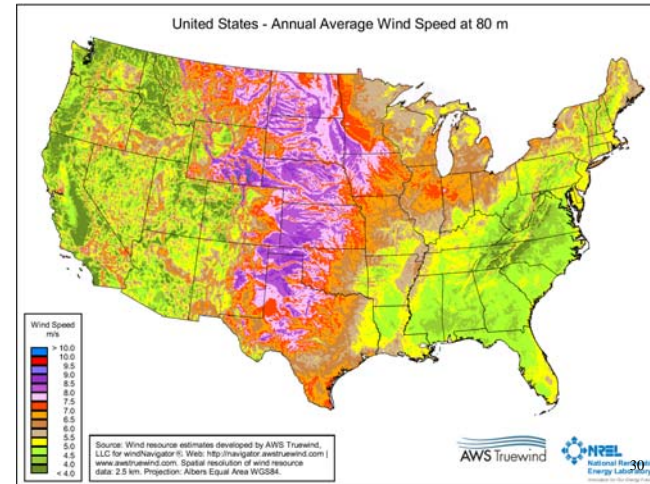 United States - Annual Average Wind Speed at 80 m
Wind Speed
m/s
> 10.0
10.0
9.5
9.0
8.5
8.0
7.5
7.0
6.5
6.0
5.5
5.0
4.5
4.0
< 4.0
Source: Wind resource estimates developed by AWS Truewind,
LLC for windNavigator ®. Web: http://navigator.awstruewind.com |
www.awstruewind.com. Spatial resolution of wind resource
data: 2.5 km. Projection: Albers Equal Area WGS84.
AWS Truewind
NREL
National Renewable
Energy Laboratory
30